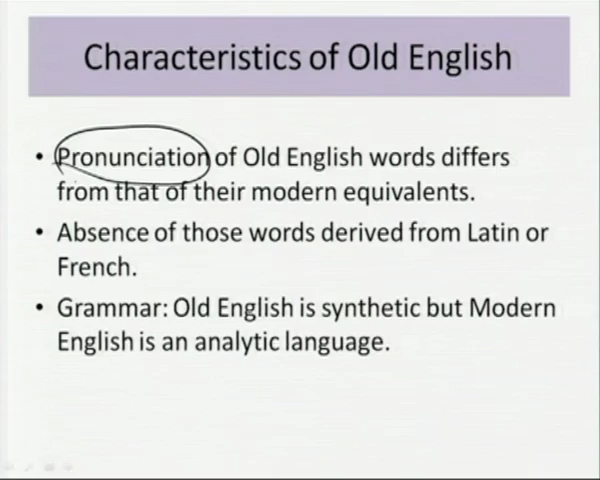 Characteristics of Old English
• Pronunciation of Old English words differs
from that of their modern equivalents.
• Absence of those words derived from Latin or
French.
• Grammar: Old English is synthetic but Modern
English is an analytic language.